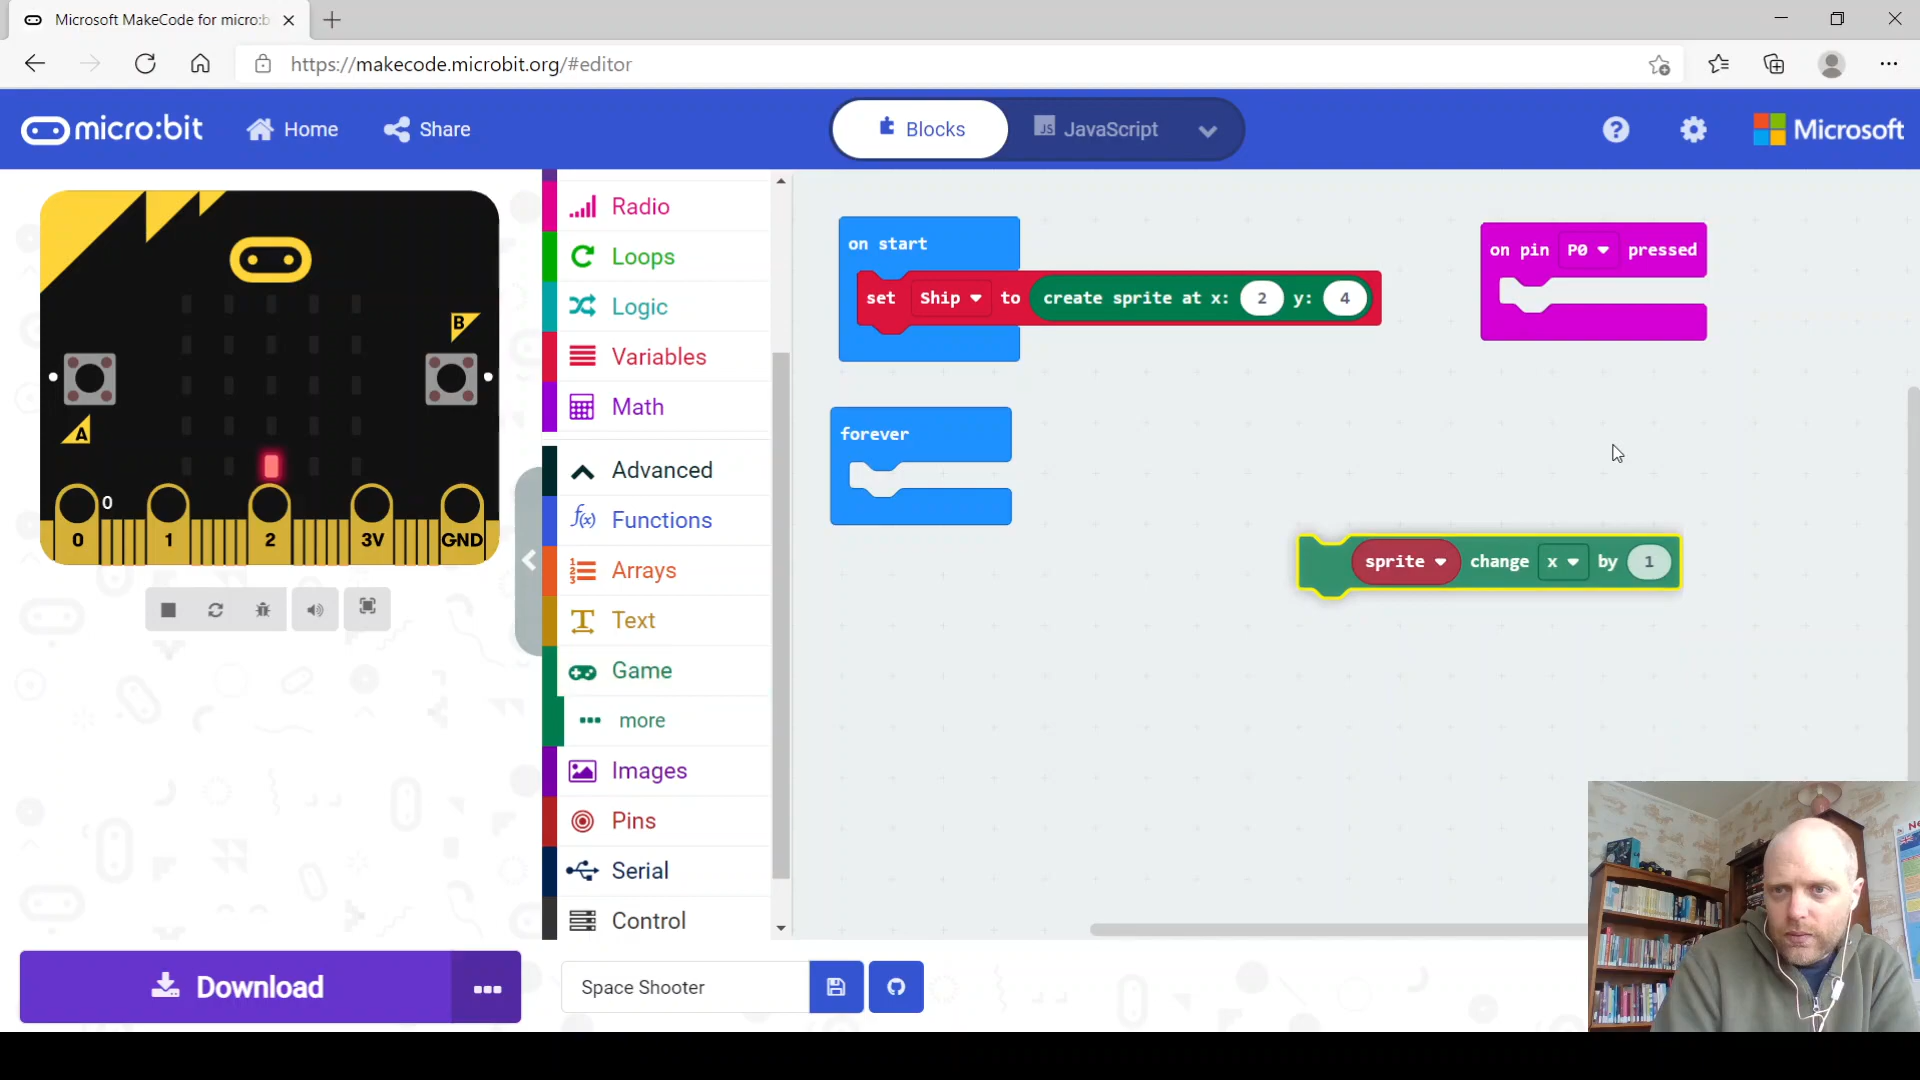 Microsoft MakeCode for micro:b
https://makecode.microbit.org/#editor
micro:bit
Home
Share
Blocks
JS
JavaScript
?
Microsoft
B
A
0
0
1
2
3V
GND
Radio
Loops
Logic
Variables
Math
Advanced
f(x) Functions
Arrays
Text
Game
more
Images
Pins
Serial
Control
on start
set Ship to create sprite at x: 2 y: 4
forever
on pin P0 pressed
sprite change x by 1
Download
Space Shooter